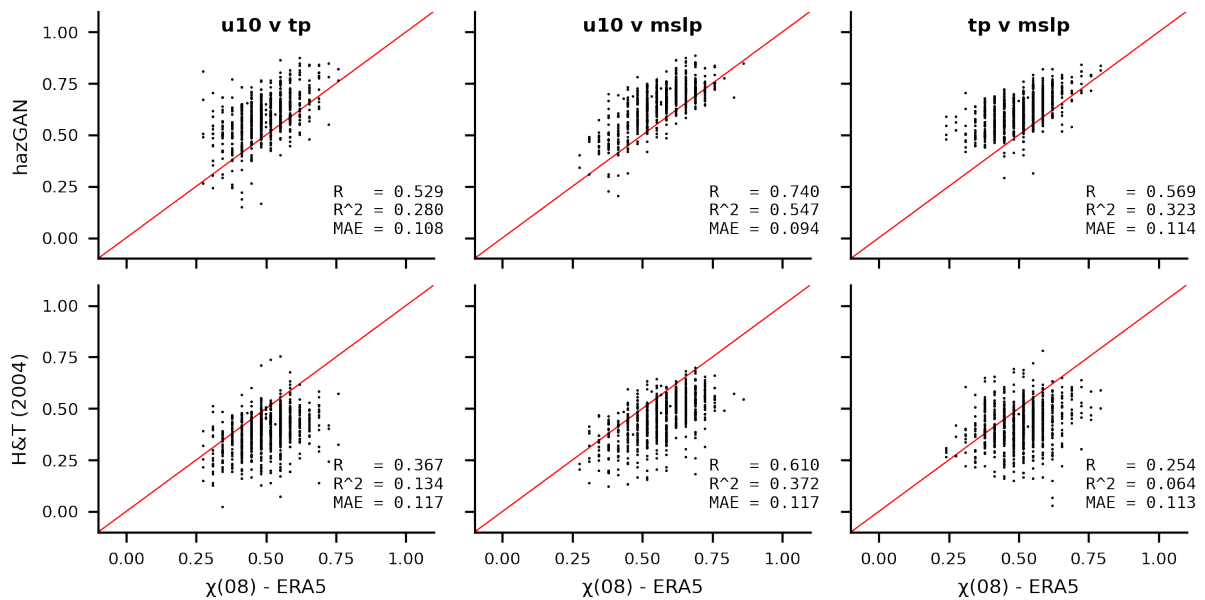 u10 v tp
u10 v mslp
tp v mslp
hazGAN
1.00
0.75
0.50
0.25
0.00
R   = 0.529
R^2 = 0.280
MAE = 0.108
R   = 0.740
R^2 = 0.547
MAE = 0.094
R   = 0.569
R^2 = 0.323
MAE = 0.114
H&T (2004)
1.00
0.75
0.50
0.25
0.00
R   = 0.367
R^2 = 0.134
MAE = 0.117
R   = 0.610
R^2 = 0.372
MAE = 0.117
R   = 0.254
R^2 = 0.064
MAE = 0.113
0.00 0.25 0.50 0.75 1.00
0.00 0.25 0.50 0.75 1.00
0.00 0.25 0.50 0.75 1.00
χ(08) - ERA5
χ(08) - ERA5
χ(08) - ERA5